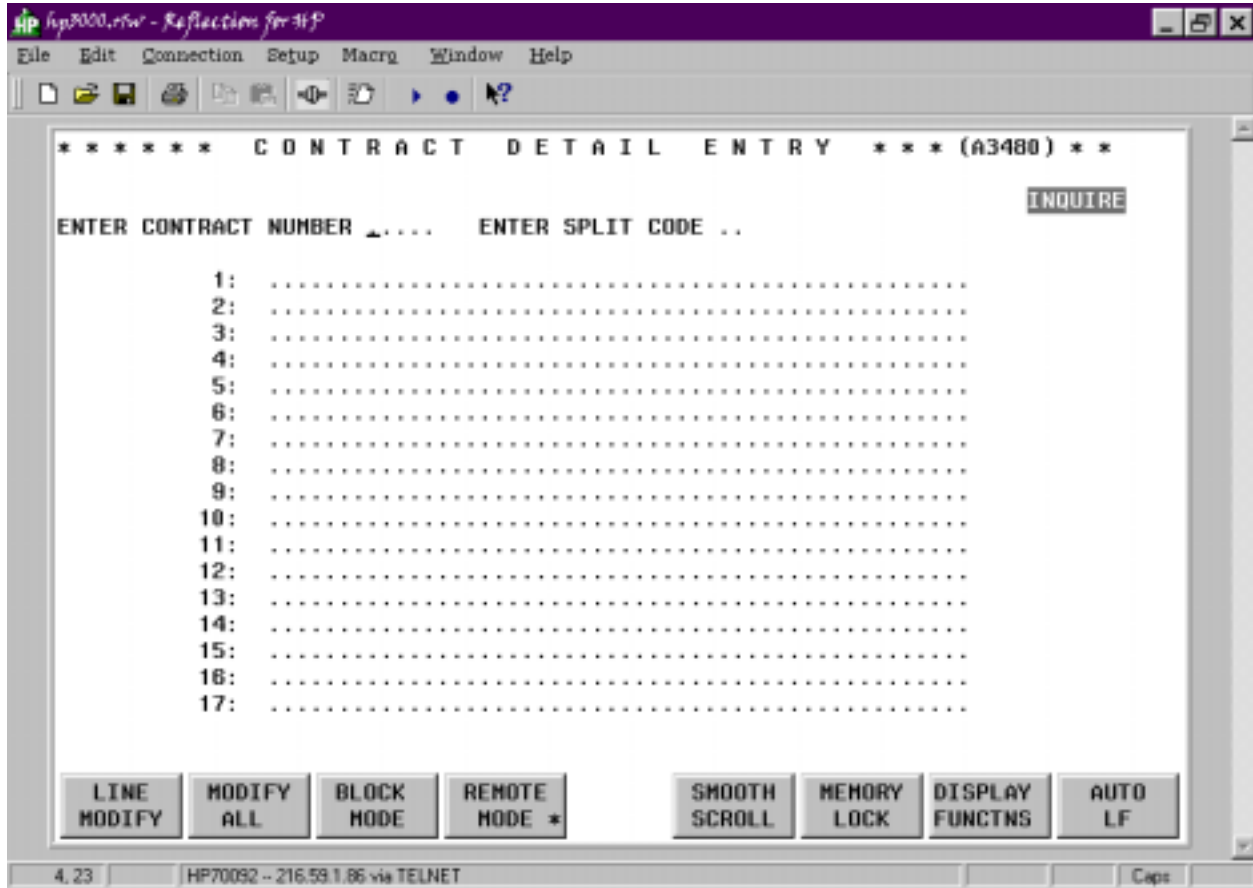 hp3000.rfw - Reflection for HP
File Edit Connection Setup Macro Window Help
* * * * * * C O N T R A C T D E T A I L E N T R Y * * * (A3480) * *
INQUIRE
ENTER CONTRACT NUMBER ..... ENTER SPLIT CODE ..
1: ..................................................
2: ..................................................
3: ..................................................
4: ..................................................
5: ..................................................
6: ..................................................
7: ..................................................
8: ..................................................
9: ..................................................
10: ..................................................
11: ..................................................
12: ..................................................
13: ..................................................
14: ..................................................
15: ..................................................
16: ..................................................
17: ..................................................
LINE MODIFY BLOCK REMOTE SMOOTH MEMORY DISPLAY AUTO
MODIFY ALL MODE MODE * SCROLL LOCK FUNCTNS LF
4, 23 HP70092 -- 216.59.1.86 via TELNET Caps